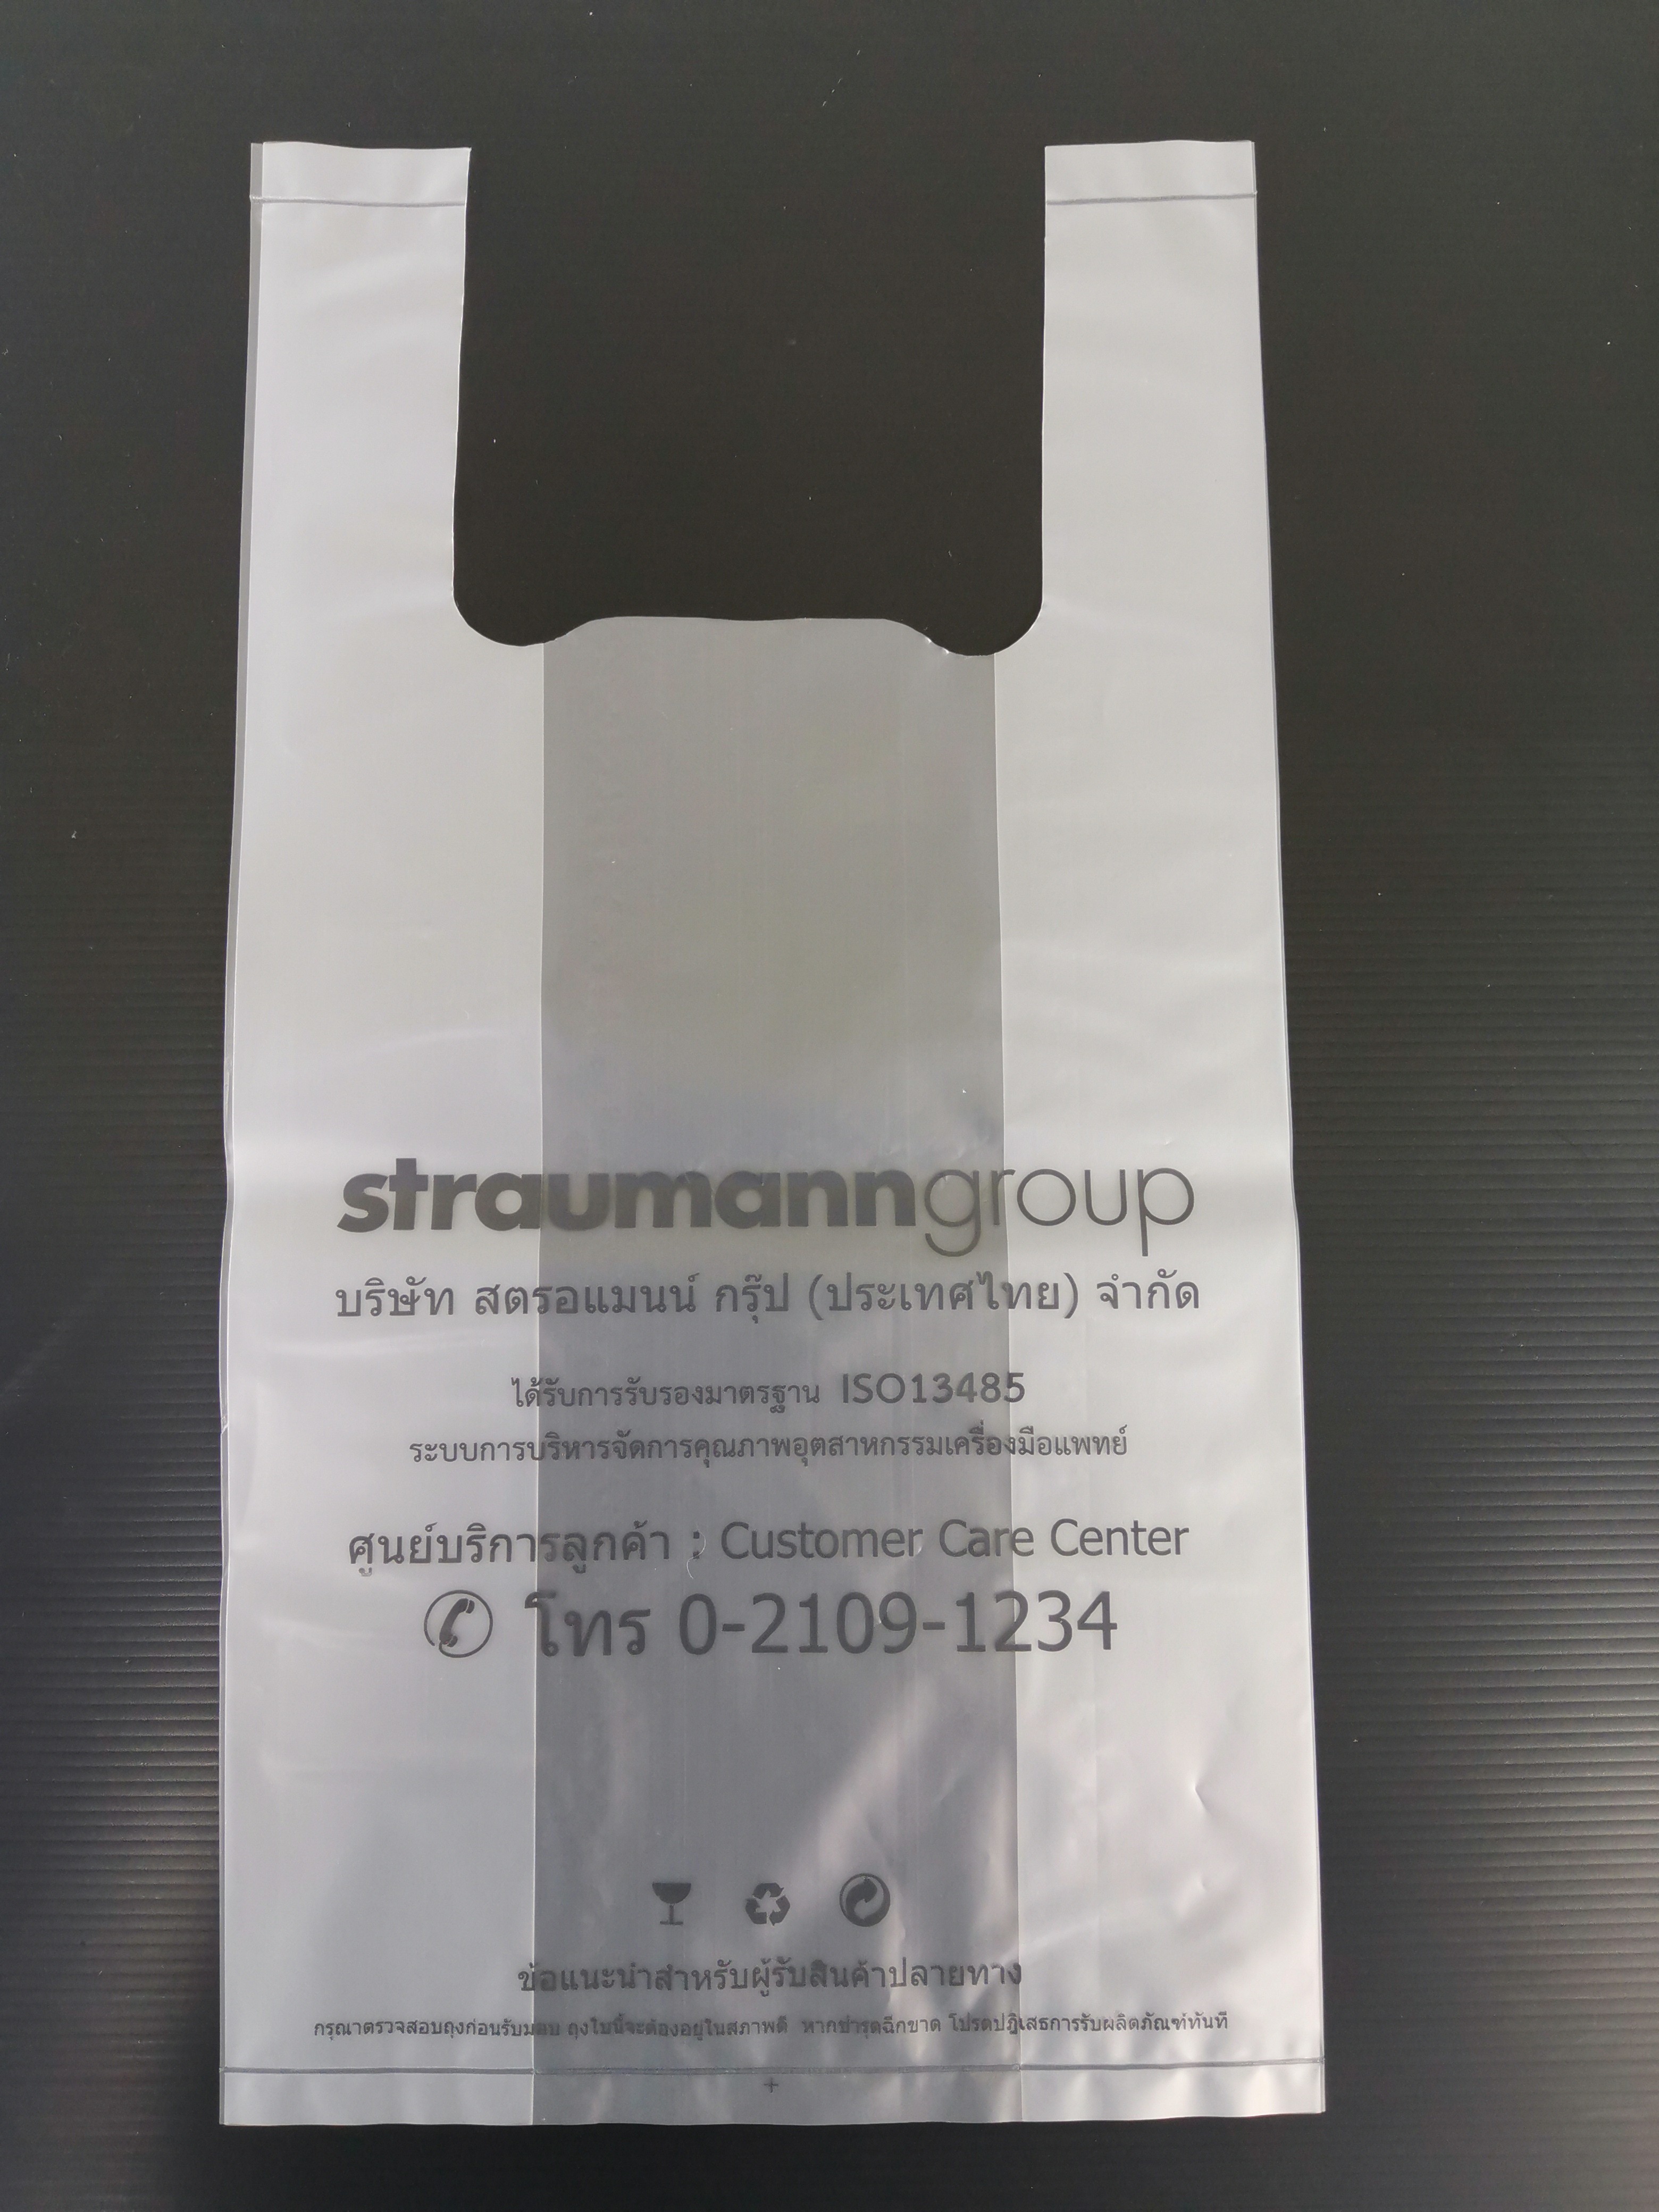 straumanngroup
บริษัท สตรอแมนน์ กรุ๊ป (ประเทศไทย) จำกัด
ได้รับการรับรองมาตรฐาน ISO13485
ระบบการบริหารจัดการคุณภาพอุตสาหกรรมเครื่องมือแพทย์
ศูนย์บริการลูกค้า : Customer Care Center
โทร 0-2109-1234
ข้อแนะนำสำหรับผู้รับสินค้าปลายทาง
กรุณาตรวจสอบถุงก่อนรับมอบ ถุงใบนี้จะต้องอยู่ในสภาพดี หากชำรุดฉีกขาด โปรดปฏิเสธการรับผลิตภัณฑ์ทันที